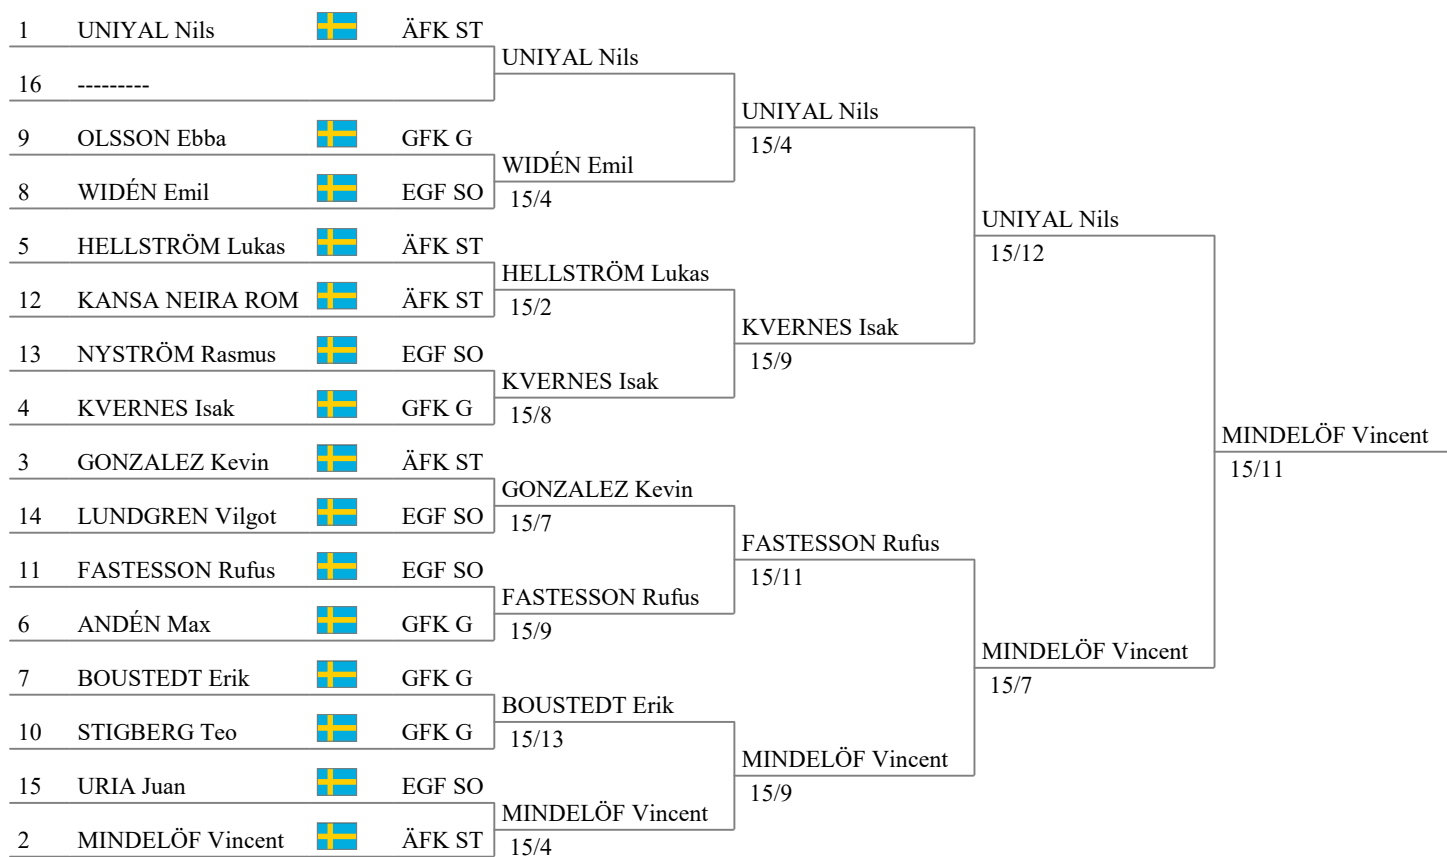 1 UNIYAL Nils ÄFK ST
16 ---------
9 OLSSON Ebba GFK G
8 WIDÉN Emil EGF SO
5 HELLSTRÖM Lukas ÄFK ST
12 KANSA NEIRA ROM ÄFK ST
13 NYSTRÖM Rasmus EGF SO
4 KVERNES Isak GFK G
3 GONZALEZ Kevin ÄFK ST
14 LUNDGREN Vilgot EGF SO
11 FASTESSON Rufus EGF SO
6 ANDÉN Max GFK G
7 BOUSTEDT Erik GFK G
10 STIGBERG Teo GFK G
15 URIA Juan EGF SO
2 MINDELÖF Vincent ÄFK ST
UNIYAL Nils
WIDÉN Emil
15/4
HELLSTRÖM Lukas
15/2
KVERNES Isak
15/8
GONZALEZ Kevin
15/7
FASTESSON Rufus
15/9
BOUSTEDT Erik
15/13
MINDELÖF Vincent
15/4
UNIYAL Nils
15/4
KVERNES Isak
15/9
FASTESSON Rufus
15/11
MINDELÖF Vincent
15/9
UNIYAL Nils
15/12
MINDELÖF Vincent
15/7
MINDELÖF Vincent
15/11